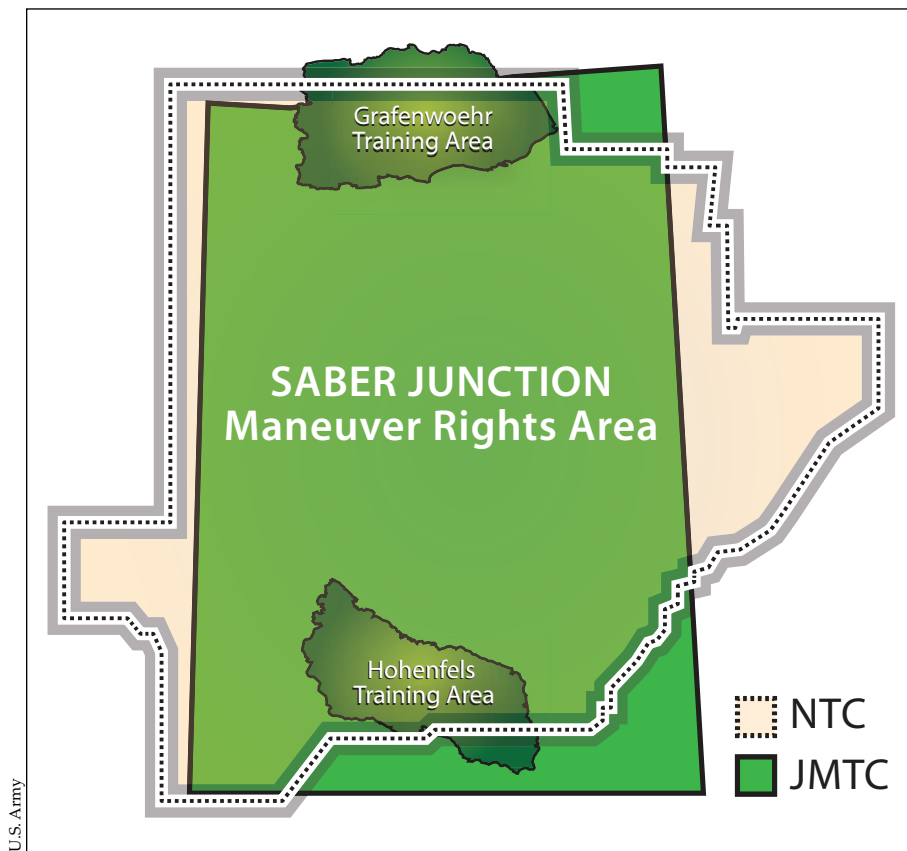 Grafenwoehr
Training Area
SABER JUNCTION
Maneuver Rights Area
Hohenfels
Training Area
NTC
JMTC
U.S. Army